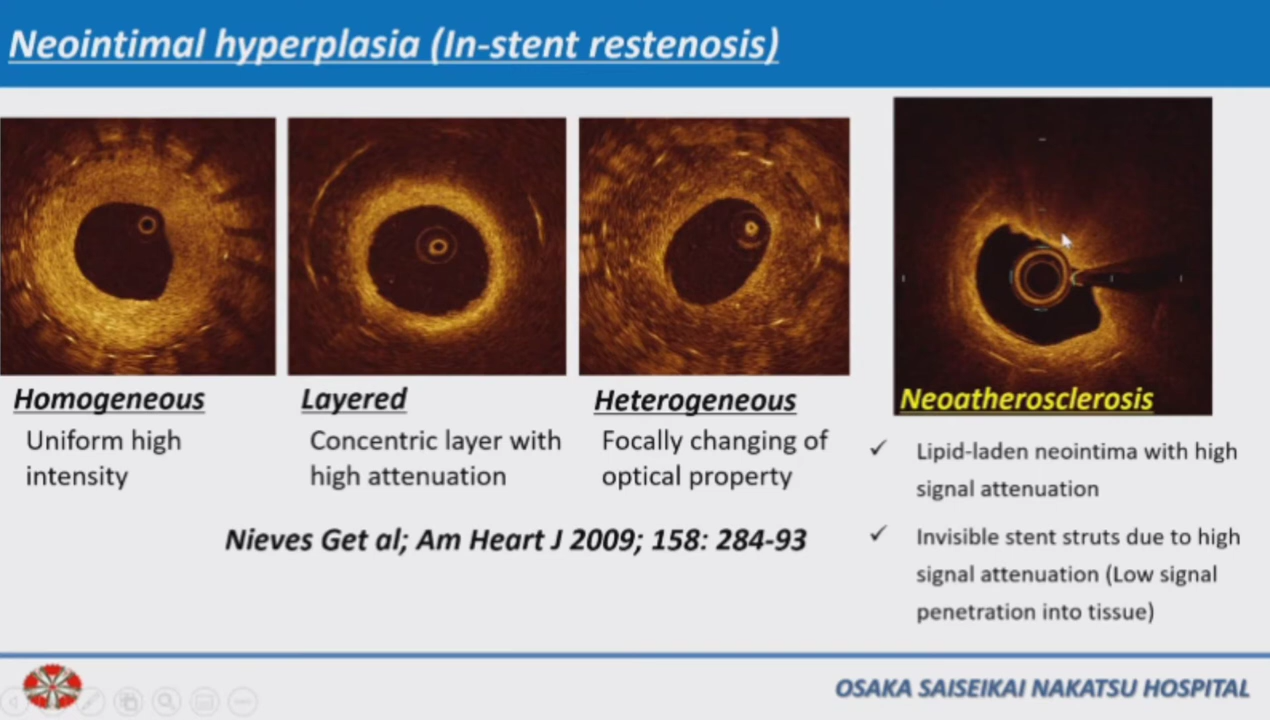 Neointimal hyperplasia (In-stent restenosis)
Homogeneous
Uniform high
intensity
Layered
Concentric layer with
high attenuation
Heterogeneous
Focally changing of
optical property
Nieves Get al; Am Heart J 2009; 158: 284-93
Neoatherosclerosis
✓ Lipid-laden neointima with high
signal attenuation
✓ Invisible stent struts due to high
signal attenuation (Low signal
penetration into tissue)
OSAKA SAISEIKAI NAKATSU HOSPITAL